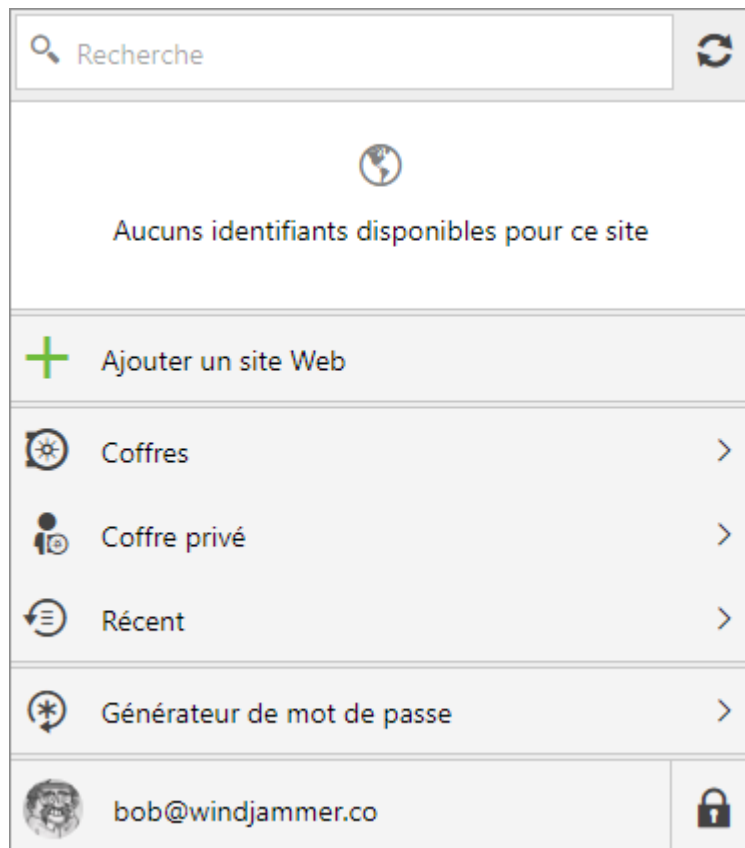 Recherche
Aucuns identifiants disponibles pour ce site
Ajouter un site Web
Coffres
Coffre privé
Récent
Générateur de mot de passe
bob@windjammer.co